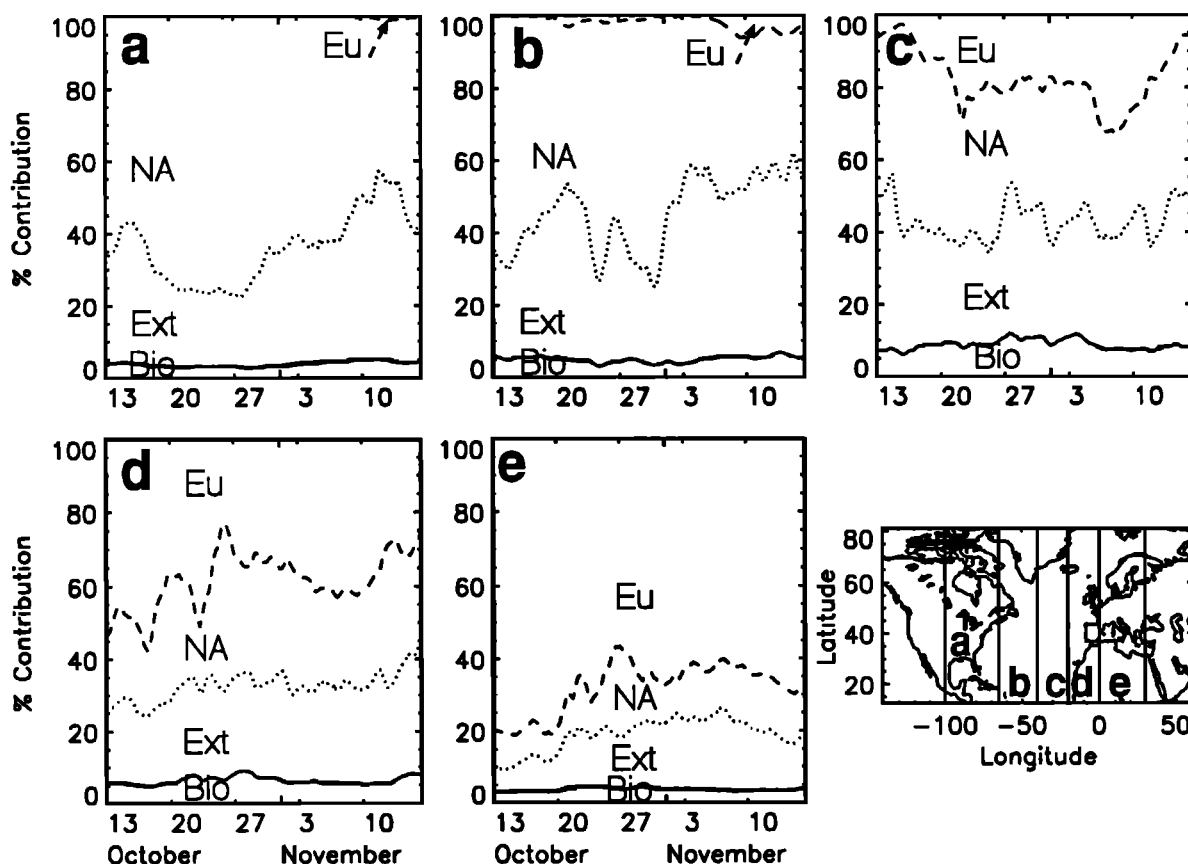 a
Eu
NA
Ext
Bio
% Contribution
100
80
60
40
20
0
13 20 27 3 10
b
Eu
NA
Ext
Bio
100
80
60
40
20
0
13 20 27 3 10
c
Eu
NA
Ext
Bio
100
80
60
40
20
0
13 20 27 3 10
d
Eu
NA
Ext
Bio
% Contribution
100
80
60
40
20
0
13 20 27 3 10
October November
e
Eu
NA
Ext
Bio
100
80
60
40
20
0
13 20 27 3 10
October November
Latitude
80
60
40
20
a
b c d e
-100 -50 0 50
Longitude